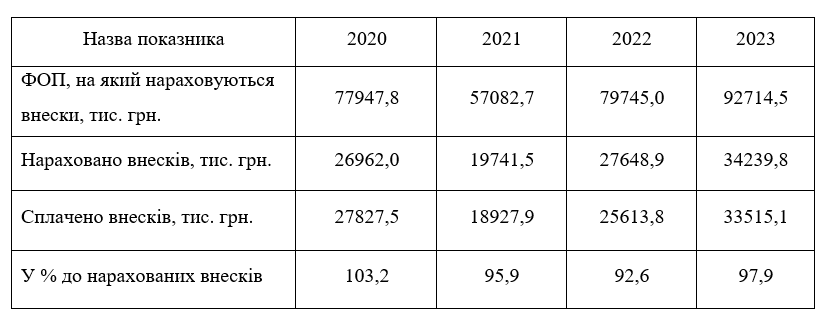 Назва показника 2020 2021 2022 2023
ФОП, на який нараховуються
внески, тис. грн. 77947,8 57082,7 79745,0 92714,5
Нараховано внесків, тис. грн. 26962,0 19741,5 27648,9 34239,8
Сплачено внесків, тис. грн. 27827,5 18927,9 25613,8 33515,1
У % до нарахованих внесків 103,2 95,9 92,6 97,9